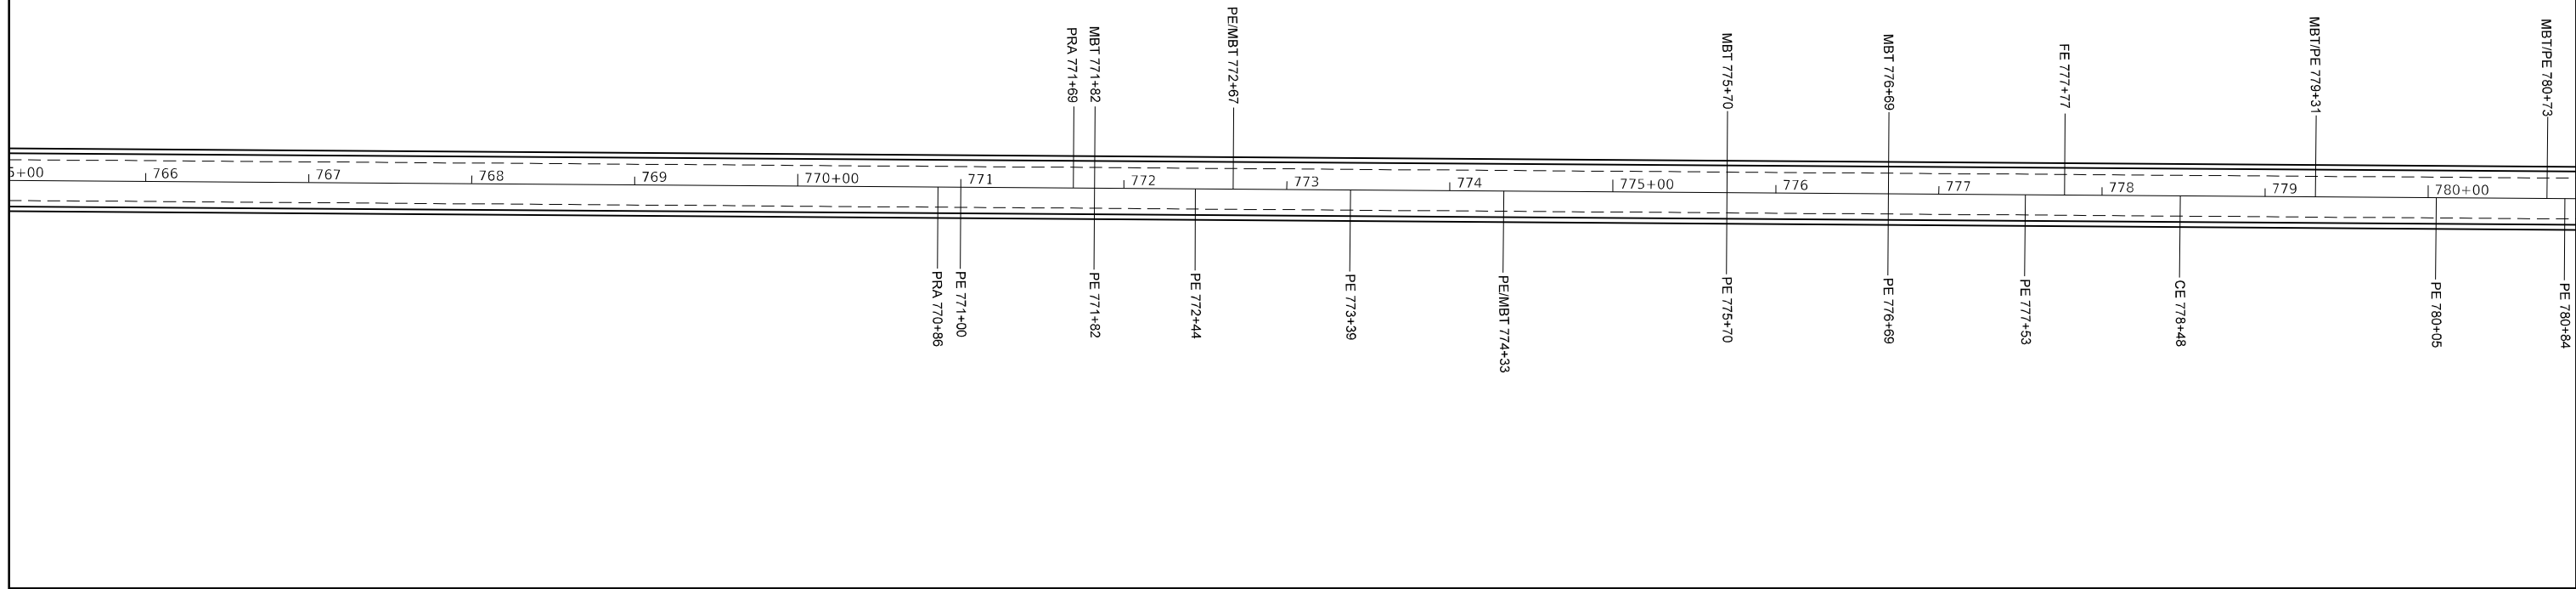 PRA 771+69
MBT 771+82
PE/MBT 772+67
MBT 775+70
MBT 776+69
FE 777+77
MBT/PE 779+31
MBT/PE 780+73
5+00 766 767 768 769 770+00 771 772 773 774 775+00 776 777 778 779 780+00
PRA 770+86
PE 771+00
PE 771+82
PE 772+44
PE 773+39
PE/MBT 774+33
PE 775+70
PE 776+69
PE 777+53
CE 778+48
PE 780+05
PE 780+84